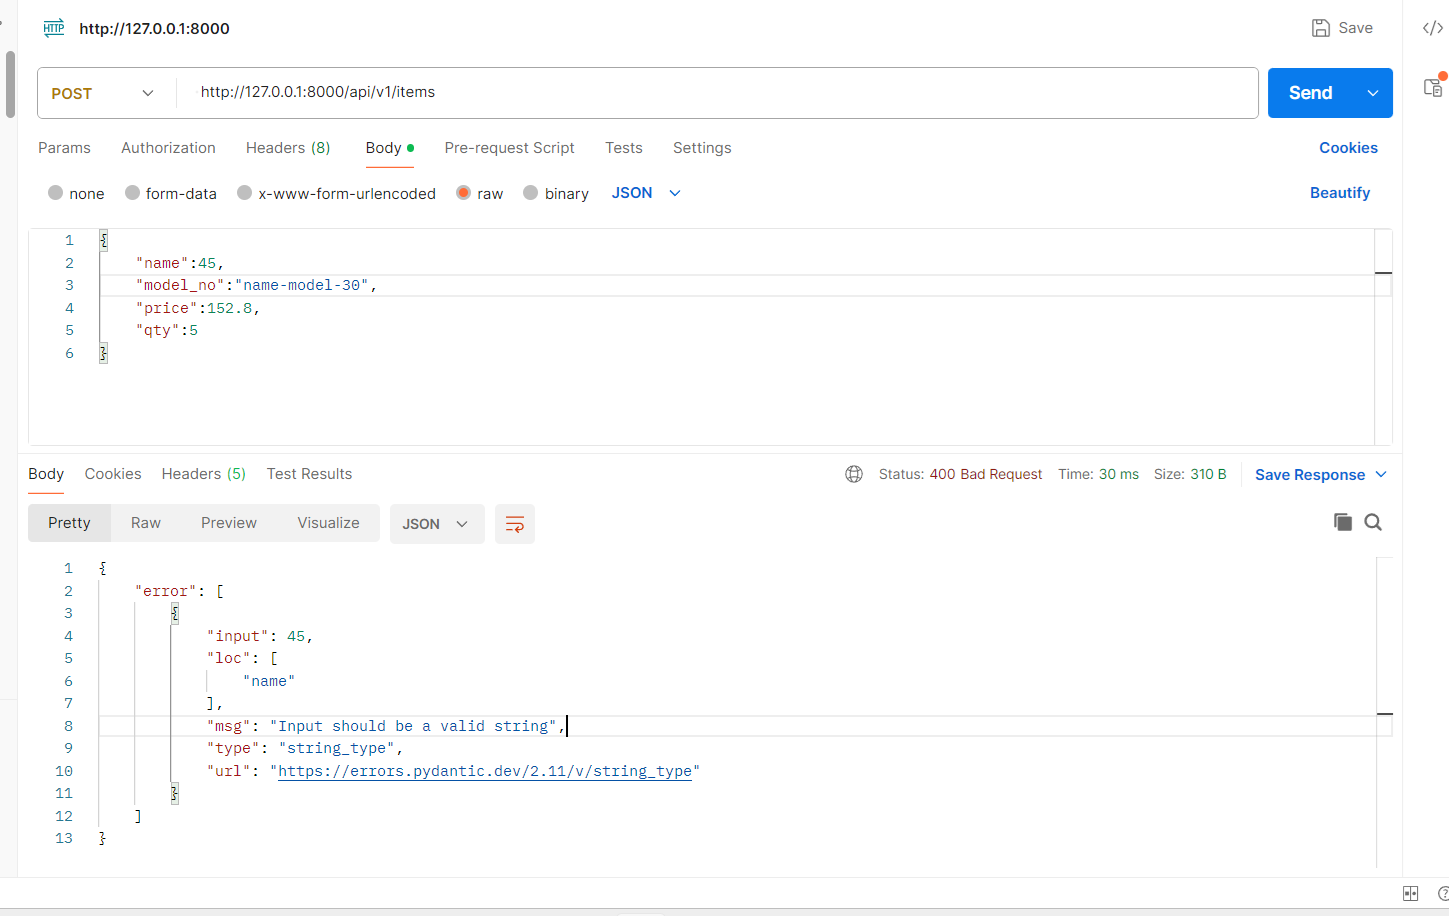 HTTP http://127.0.0.1:8000 Save
POST http://127.0.0.1:8000/api/v1/items Send
Params Authorization Headers (8) Body Pre-request Script Tests Settings Cookies
none form-data x-www-form-urlencoded raw binary JSON Beautify
1 {
2 "name":45,
3 "model_no":"name-model-30",
4 "price":152.8,
5 "qty":5
6 }
Body Cookies Headers (5) Test Results Status: 400 Bad Request Time: 30 ms Size: 310 B Save Response
Pretty Raw Preview Visualize JSON
1 {
2 "error": [
3 {
4 "input": 45,
5 "loc": [
6 "name"
7 ],
8 "msg": "Input should be a valid string",
9 "type": "string_type",
10 "url": "https://errors.pydantic.dev/2.11/v/string_type"
11 }
12 ]
13 }